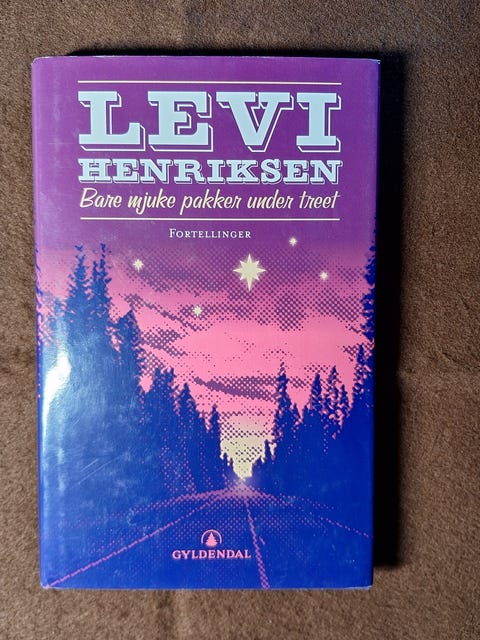 LEVI
HENRIKSEN
Bare mjuke pakker under treet
FORTELLINGER
GYLDENDAL